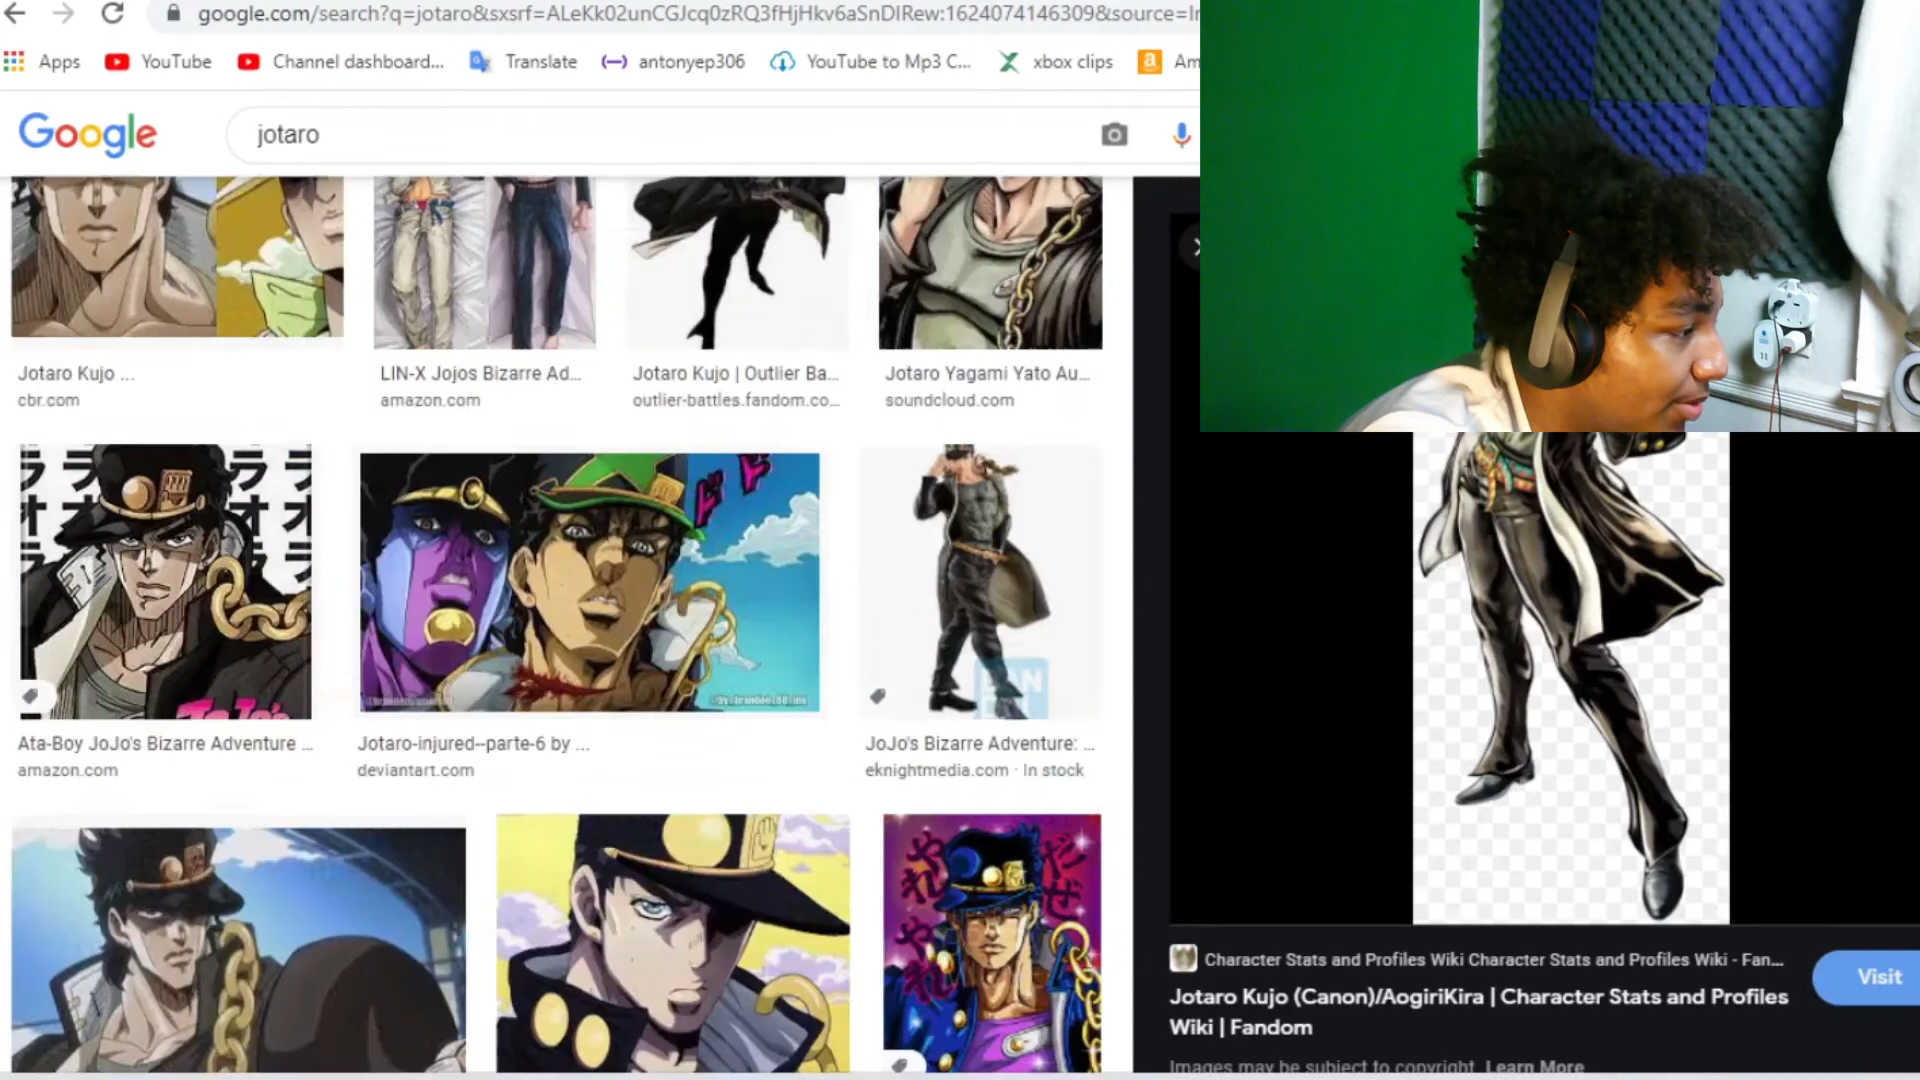 google.com/search?q=jotaro&sxsrf=ALeKk02unCGJcq0zRQ3fHjHkv6aSnDIRew:1624074146309&source=
Apps YouTube Channel dashboard... Translate antonyep306 YouTube to Mp3 C... xbox clips Am
Google jotaro
Jotaro Kujo ...
cbr.com
LIN-X Jojos Bizarre Ad...
amazon.com
Jotaro Kujo | Outlier Ba...
outlier-battles.fandom.co...
Jotaro Yagami Yato Au...
soundcloud.com
Ata-Boy JoJo's Bizarre Adventure ...
amazon.com
Jotaro-injured--parte-6 by ...
deviantart.com
JoJo's Bizarre Adventure: ...
eknightmedia.com · In stock
Character Stats and Profiles Wiki Character Stats and Profiles Wiki - Fan...
Visit
Jotaro Kujo (Canon)/AogiriKira | Character Stats and Profiles
Wiki | Fandom
Images may be subject to copyright. Learn More